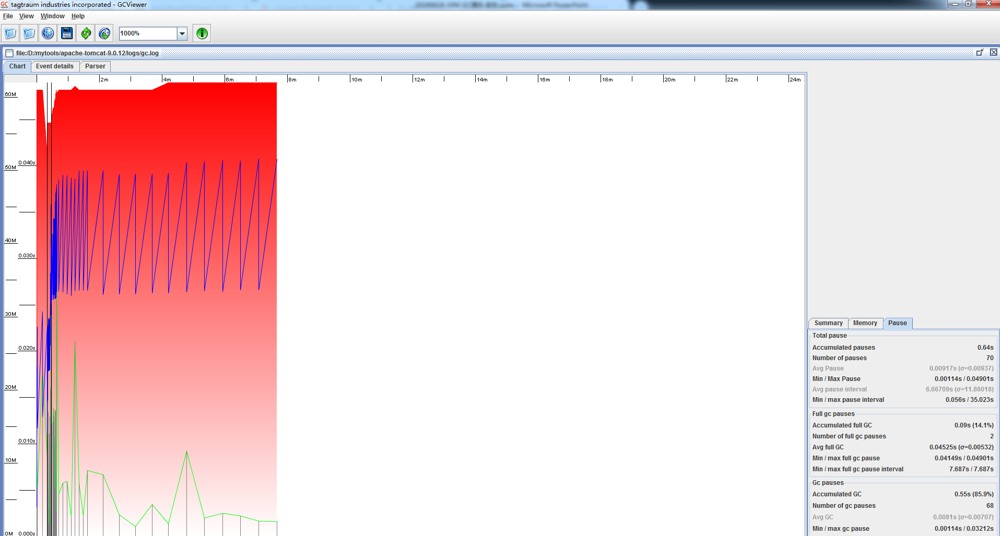 GC
VIEWER
tagtraum industries incorporated - GCViewer
Microsoft PowerPoint
File View Window Help
1000%
file:/D:/mytools/apache-tomcat-9.0.12/logs/gc.log
Chart Event details Parser
2m 4m 6m 8m 10m 12m 14m 16m 18m 20m 22m 24m
60M
0.040s
50M
40M
0.030s
30M
0.020s
20M
0.010s
10M
0M 0.000s
Summary Memory Pause
Total pause
Accumulated pauses 0.64s
Number of pauses 70
Avg Pause 0.00917s (σ=0.00937)
Min / Max Pause 0.00114s / 0.04901s
Avg pause interval 6.66709s (σ=11.86018)
Min / max pause interval 0.056s / 35.023s
Full gc pauses
Accumulated full GC 0.09s (14.1%)
Number of full gc pauses 2
Avg full GC 0.04525s (σ=0.00532)
Min / max full gc pause 0.04149s / 0.04901s
Min / max full gc pause interval 7.687s / 7.687s
Gc pauses
Accumulated GC 0.55s (85.9%)
Number of gc pauses 68
Avg GC 0.0081s (σ=0.00707)
Min / max gc pause 0.00114s / 0.03212s